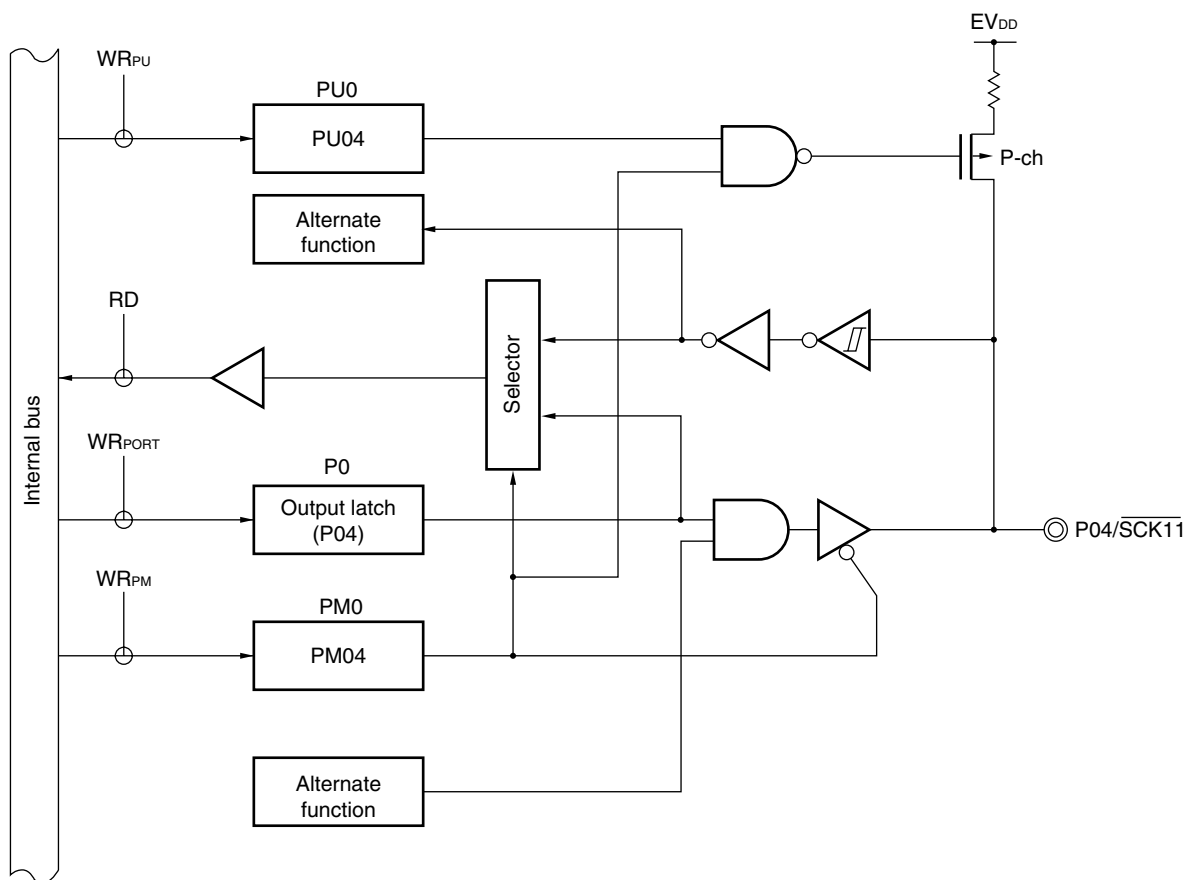 EVDD
WRPU
PU0
PU04
P-ch
Alternate
function
RD
Selector
Internal bus
WRPORT
P0
Output latch
(P04)
P04/SCK11
WRPM
PM0
PM04
Alternate
function